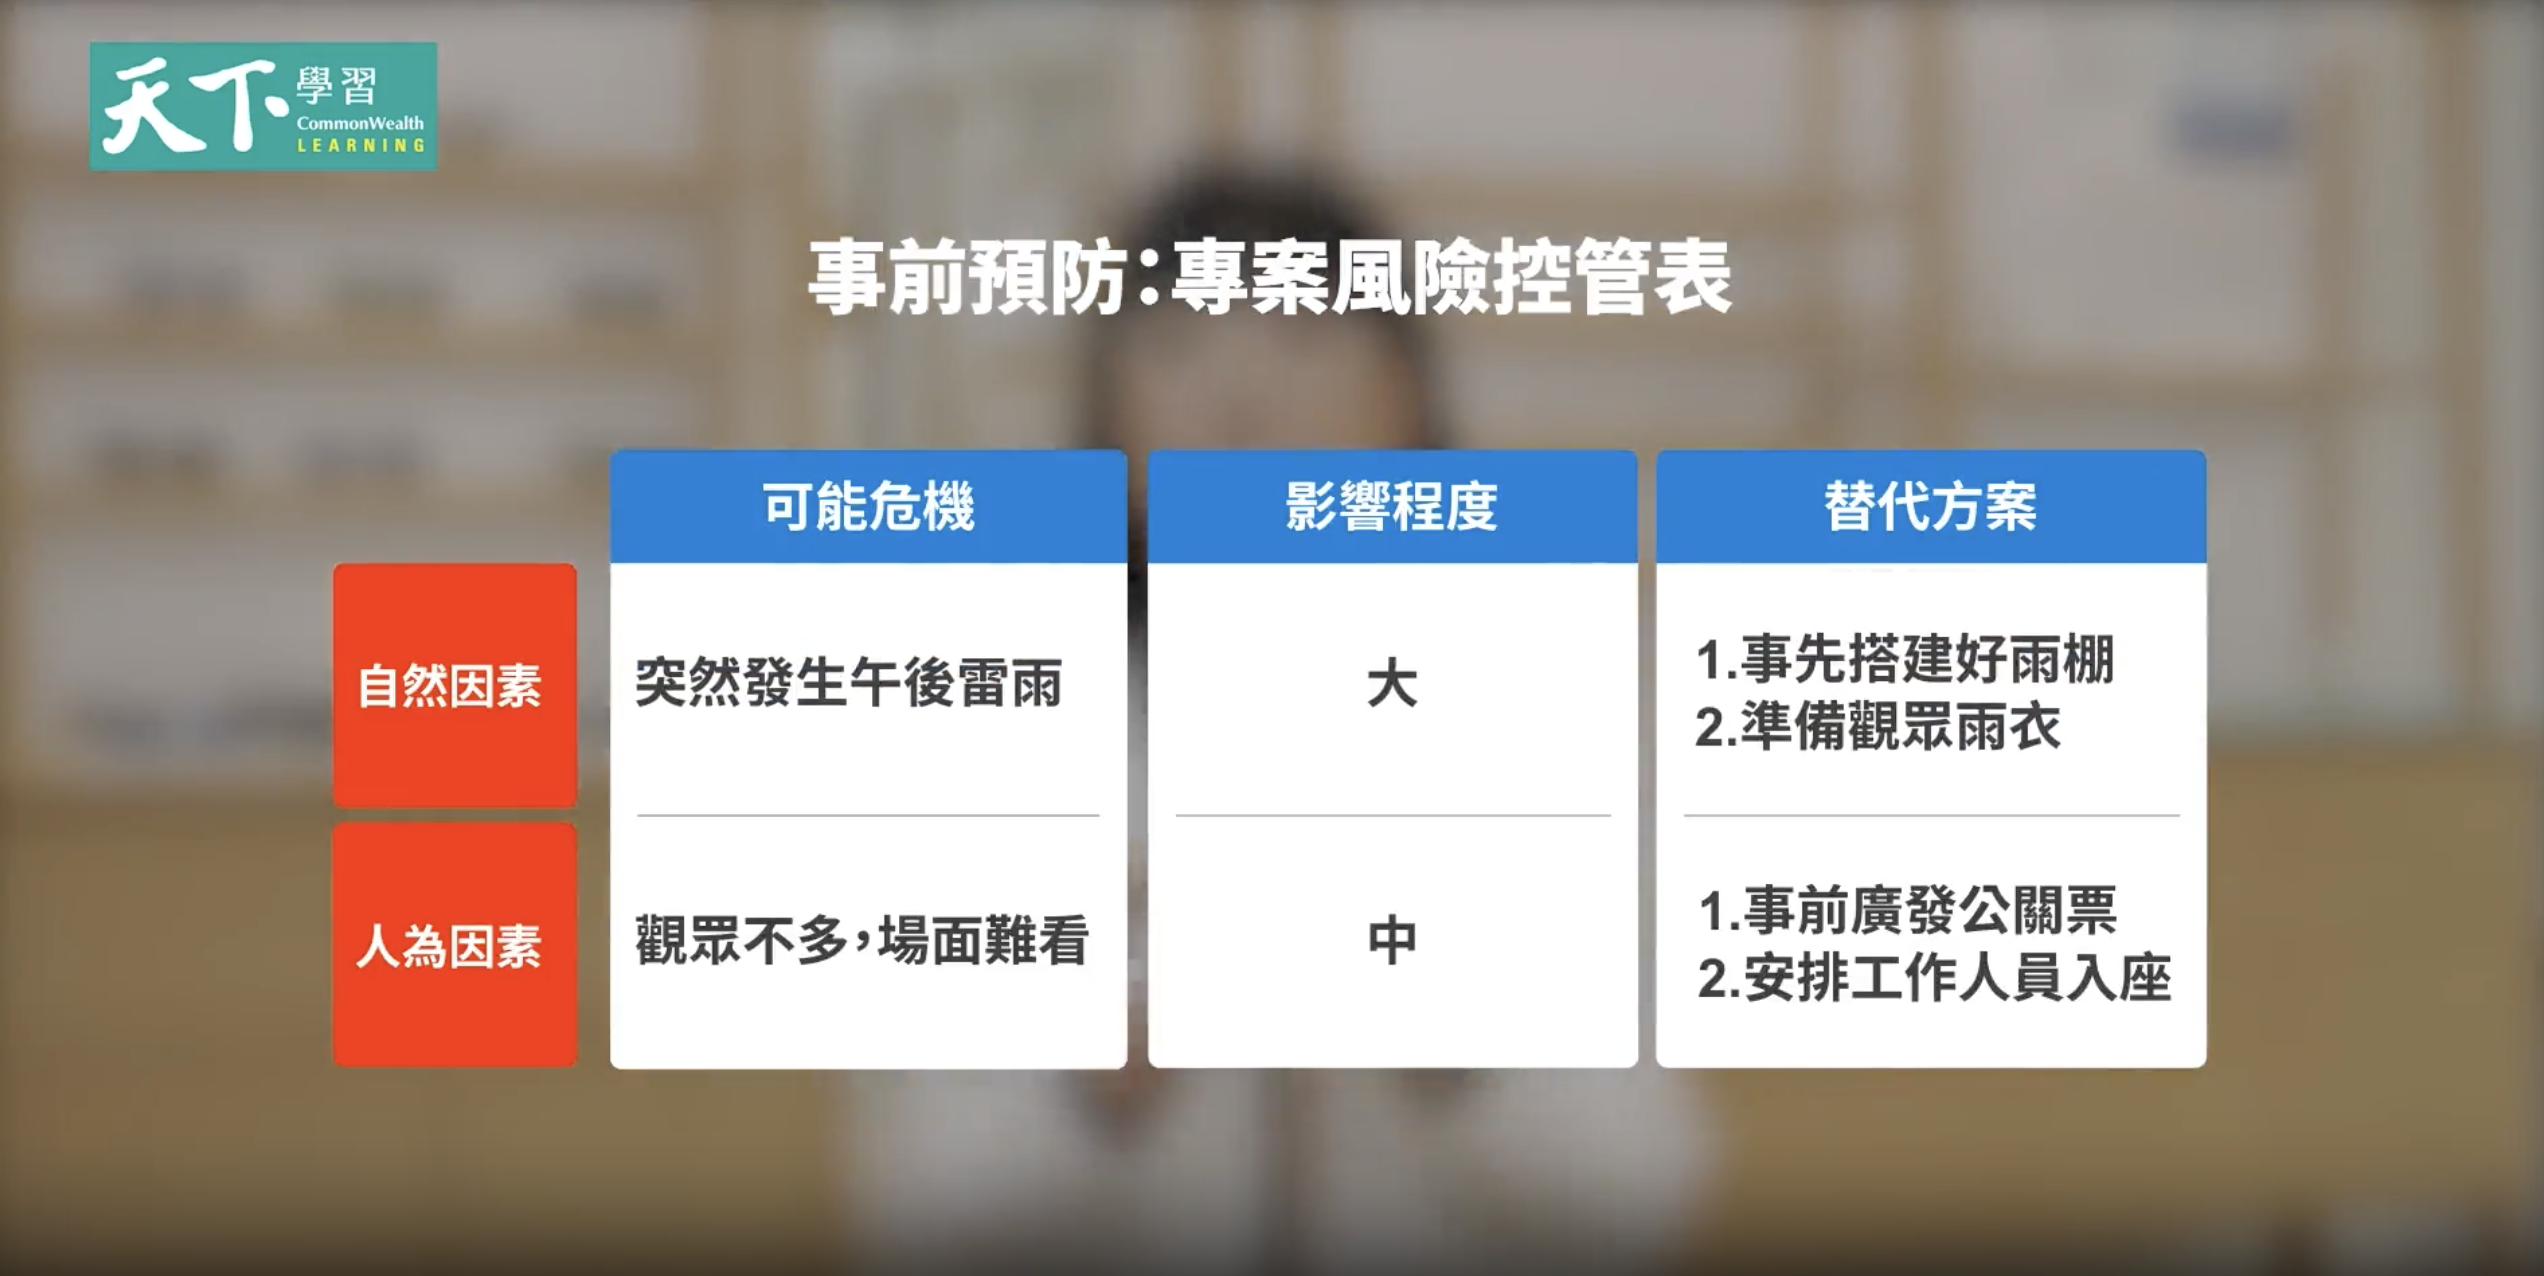 天下學習
CommonWealth
LEARNING
事前預防：專案風險控管表
可能危機
影響程度
替代方案
自然因素
突然發生午後雷雨
大
1.事先搭建好雨棚
2.準備觀眾雨衣
人為因素
觀眾不多，場面難看
中
1.事前廣發公關票
2.安排工作人員入座